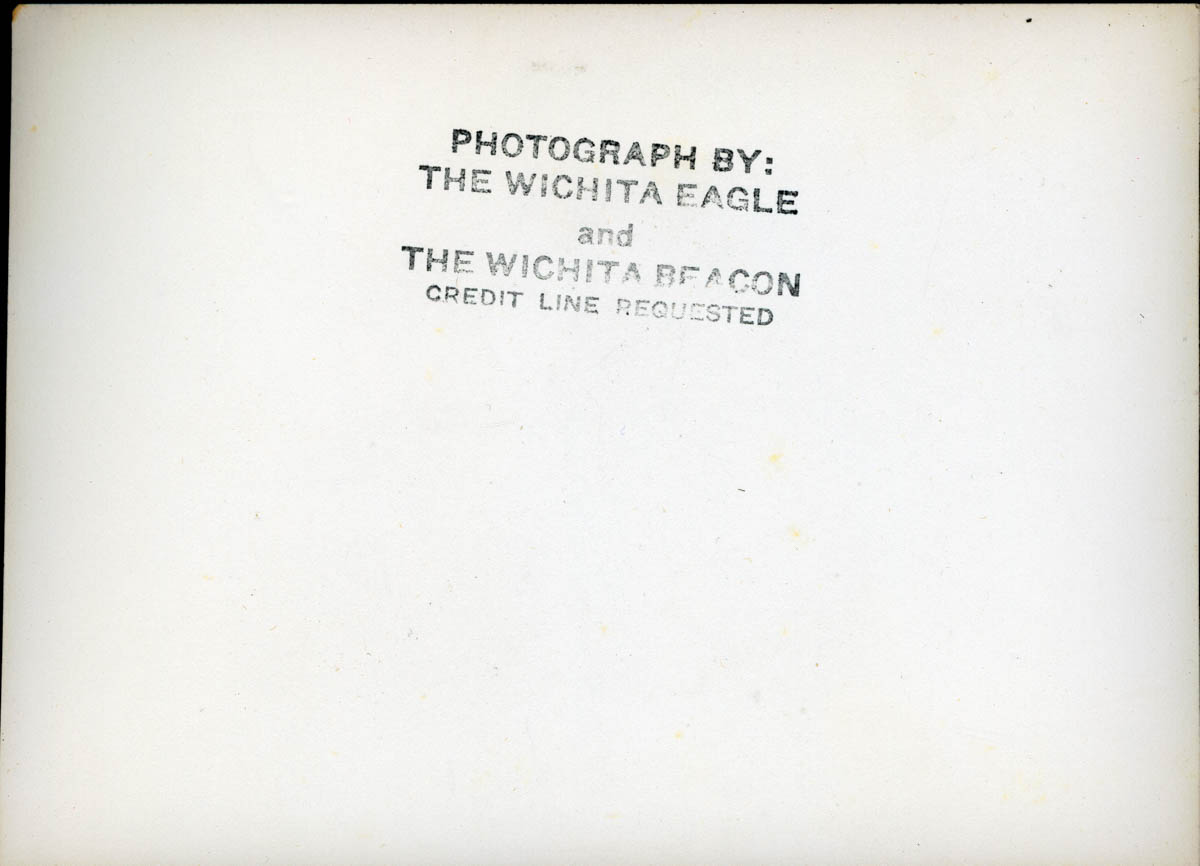 PHOTOGRAPH BY:
THE WICHITA EAGLE
and
THE WICHITA BEACON
CREDIT LINE REQUESTED